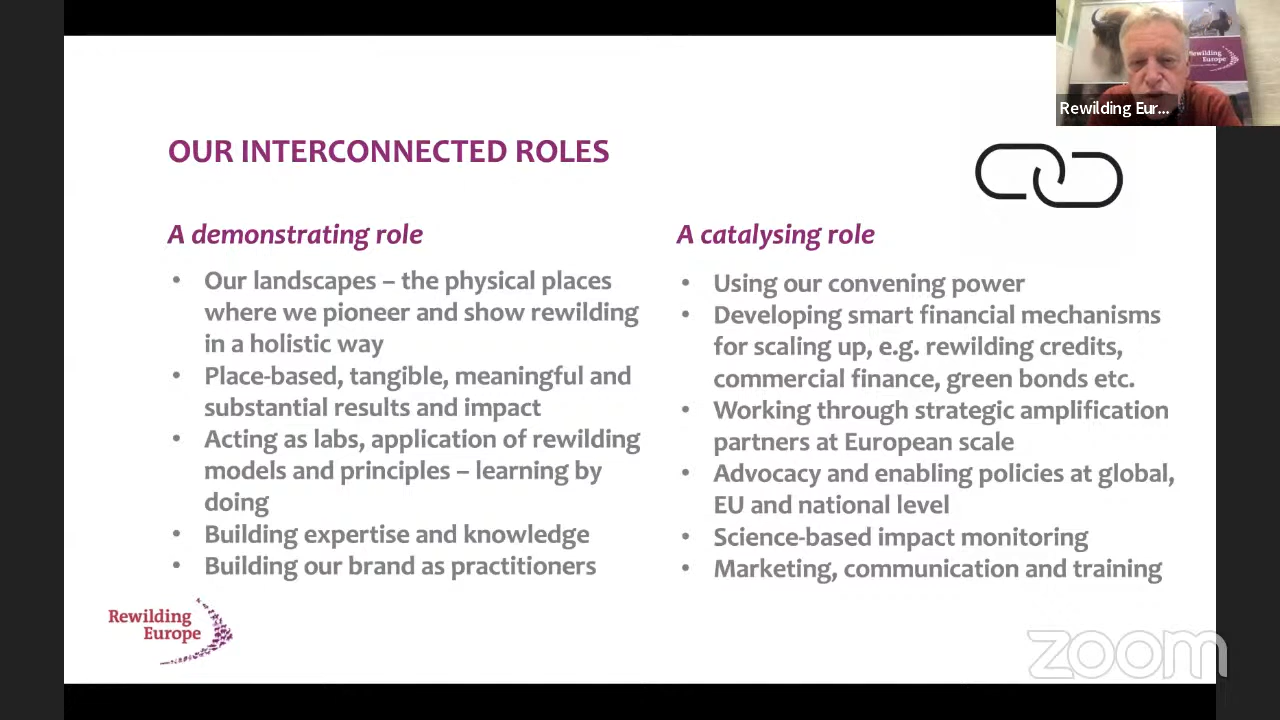 Rewilding
Europe
Rewilding Eur...
OUR INTERCONNECTED ROLES
A demonstrating role
• Our landscapes – the physical places
where we pioneer and show rewilding
in a holistic way
• Place-based, tangible, meaningful and
substantial results and impact
• Acting as labs, application of rewilding
models and principles – learning by
doing
• Building expertise and knowledge
• Building our brand as practitioners
A catalysing role
• Using our convening power
• Developing smart financial mechanisms
for scaling up, e.g. rewilding credits,
commercial finance, green bonds etc.
• Working through strategic amplification
partners at European scale
• Advocacy and enabling policies at global,
EU and national level
• Science-based impact monitoring
• Marketing, communication and training
Rewilding
Europe
zoom